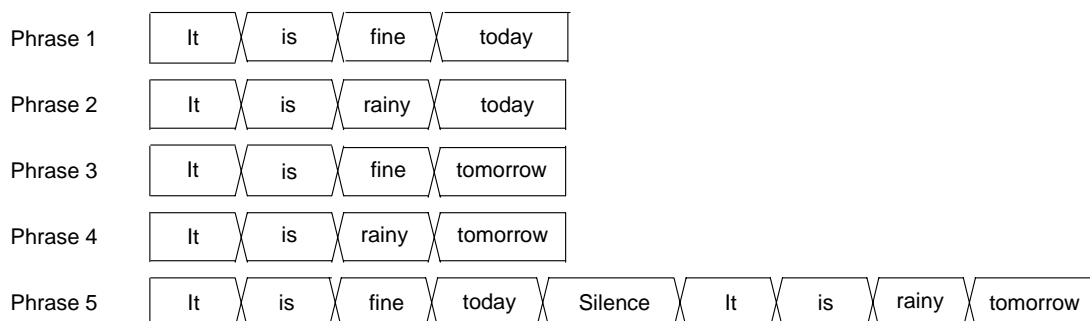 Phrase 1 It is fine today
Phrase 2 It is rainy today
Phrase 3 It is fine tomorrow
Phrase 4 It is rainy tomorrow
Phrase 5 It is fine today Silence It is rainy tomorrow